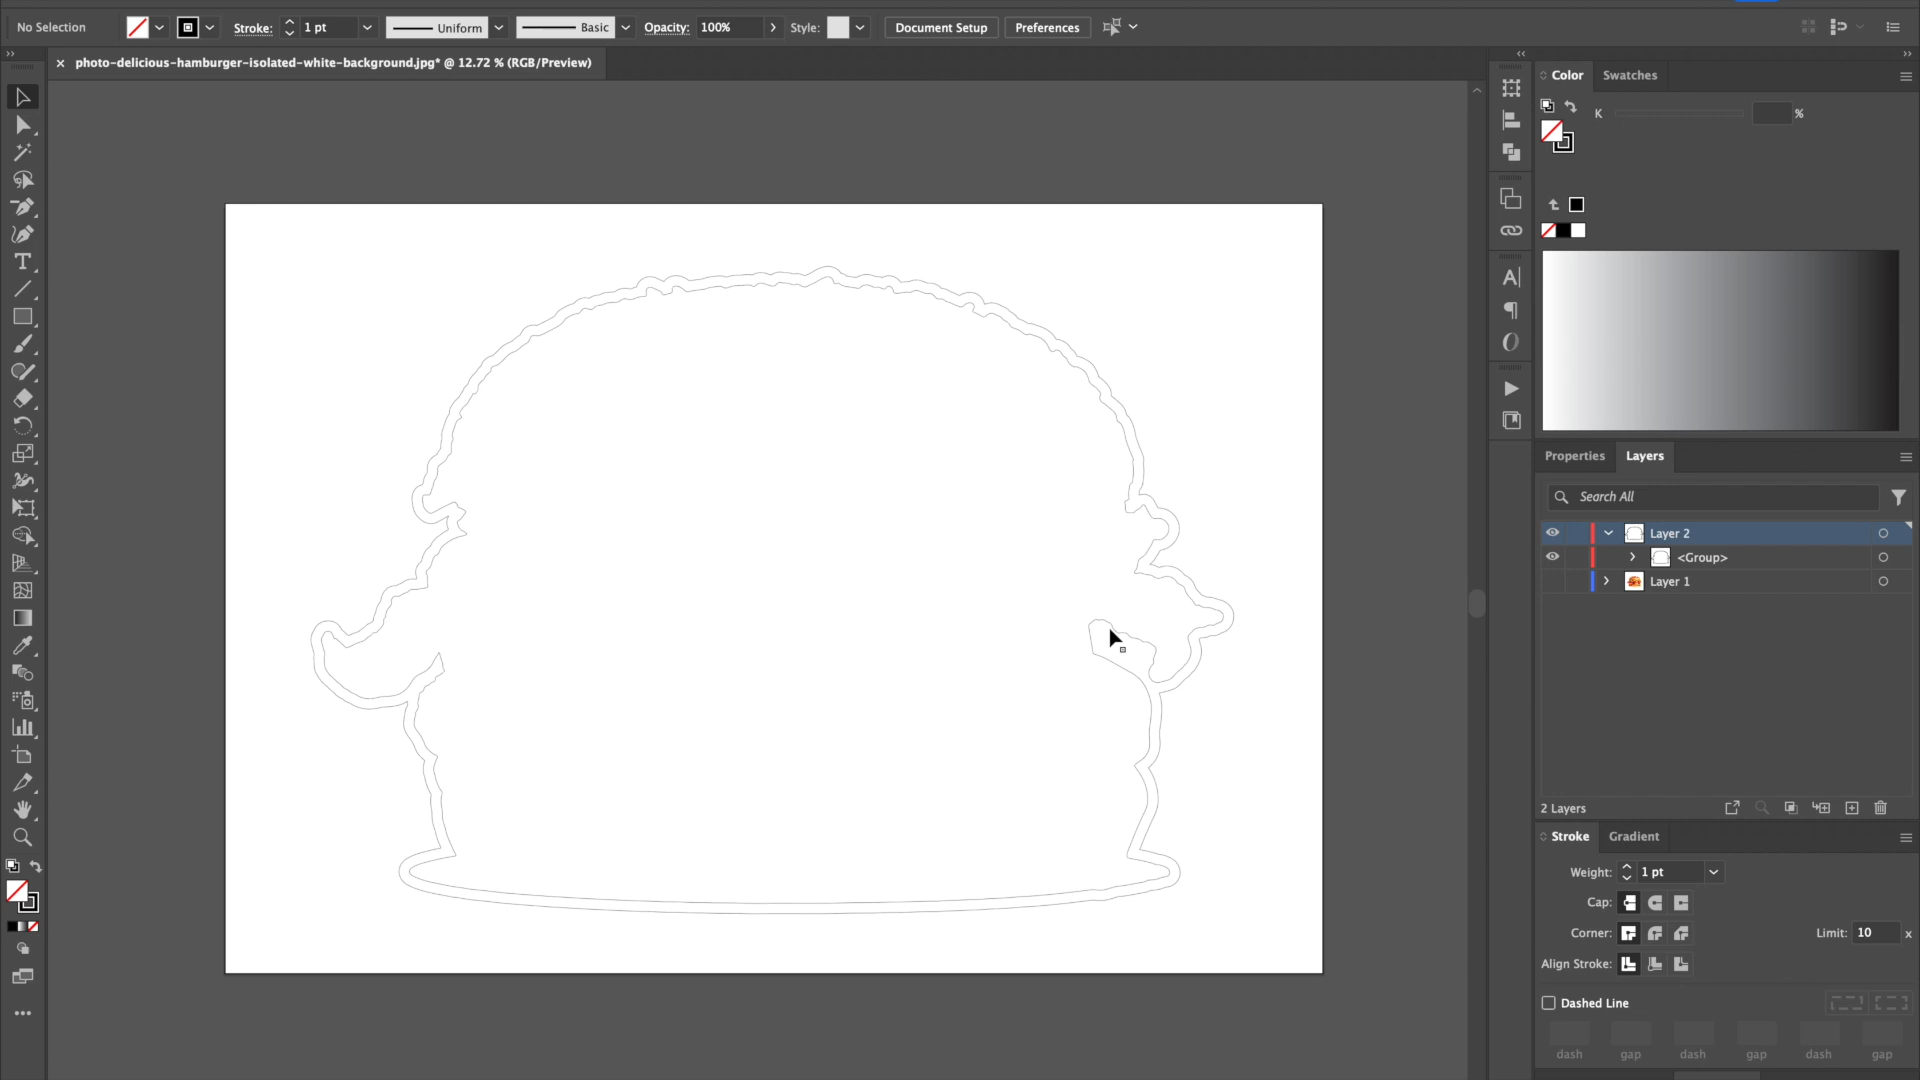 No Selection
Stroke: 1 pt
Uniform
Basic
Opacity: 100%
Style:
Document Setup
Preferences
photo-delicious-hamburger-isolated-white-background.jpg* @ 12.72 % (RGB/Preview)
Color
Swatches
K
%
Properties
Layers
Search All
Layer 2
<Group>
Layer 1
2 Layers
Stroke
Gradient
Weight: 1 pt
Cap:
Corner:
Limit: 10 x
Align Stroke:
Dashed Line
dash gap dash gap dash gap